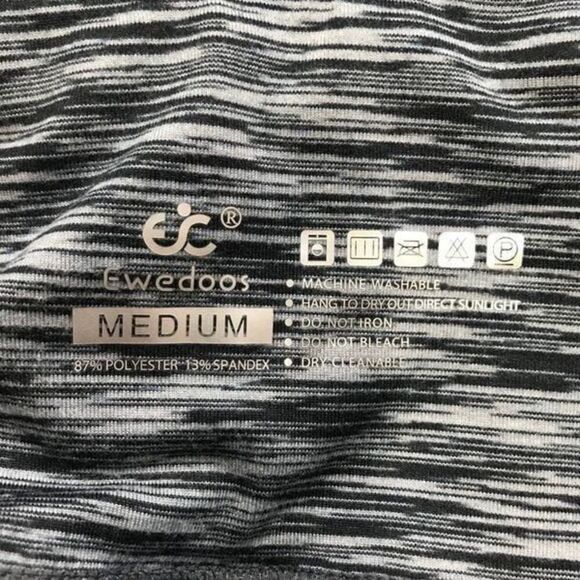 EJC®
Ewedoos
MEDIUM
87% POLYESTER 13% SPANDEX
P
• MACHINE WASHABLE
• HANG TO DRY OUT DIRECT SUNLIGHT
• DO NOT IRON
• DO NOT BLEACH
• DRY CLEANABLE